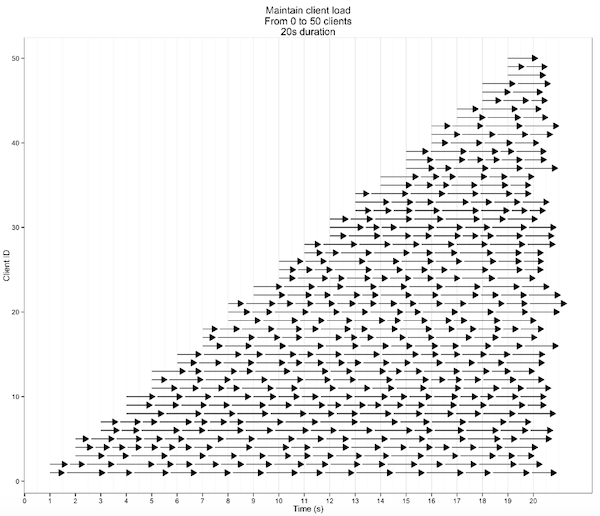 Maintain client load
From 0 to 50 clients
20s duration
50
40
30
Client ID
20
10
0
0 1 2 3 4 5 6 7 8 9 10 11 12 13 14 15 16 17 18 19 20
Time (s)